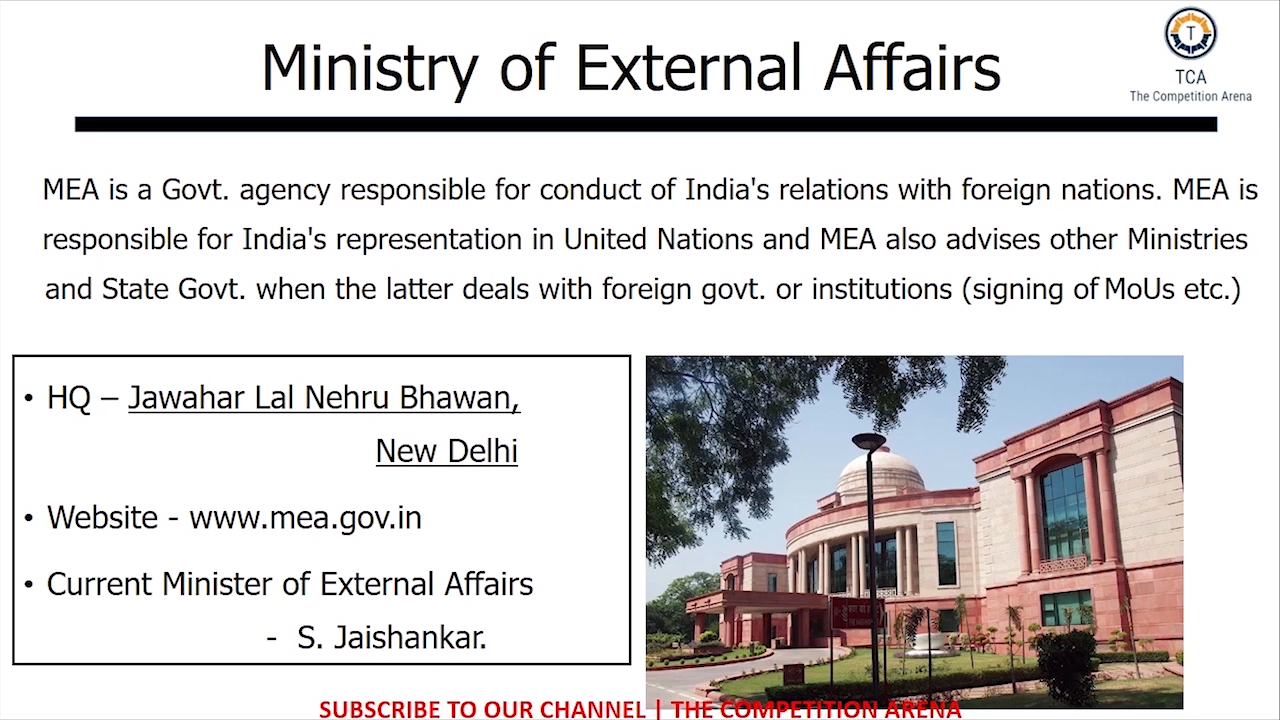 Ministry of External Affairs
TCA
The Competition Arena
MEA is a Govt. agency responsible for conduct of India's relations with foreign nations. MEA is
responsible for India's representation in United Nations and MEA also advises other Ministries
and State Govt. when the latter deals with foreign govt. or institutions (signing of MoUs etc.)
• HQ – Jawahar Lal Nehru Bhawan,
New Delhi
• Website - www.mea.gov.in
• Current Minister of External Affairs
- S. Jaishankar.
SUBSCRIBE TO OUR CHANNEL | THE COMPETITION ARENA